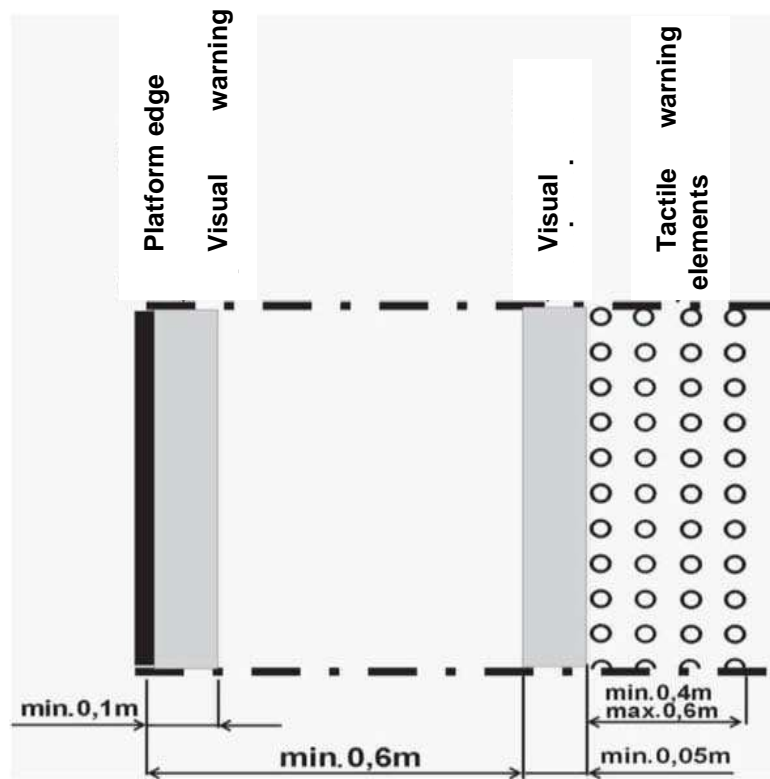 Platform edge
Visual warning
Visual
Tactile warning
elements
min.0,1m
min.0,6m
min.0,4m
max.0,6m
min.0,05m